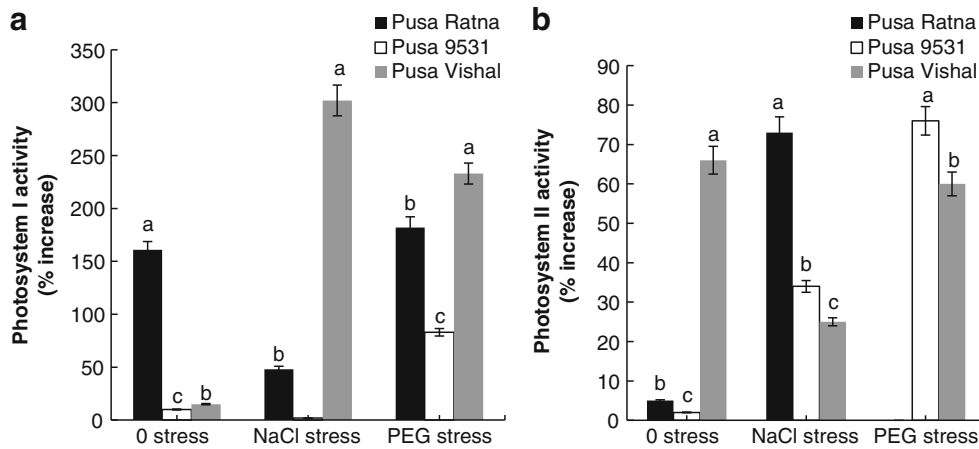 a
Pusa Ratna
Pusa 9531
Pusa Vishal
Photosystem I activity
(% increase)
350
300
250
200
150
100
50
0
a
c
b
b
a
b
c
a
0 stress
NaCl stress
PEG stress
b
Pusa Ratna
Pusa 9531
Pusa Vishal
Photosystem II activity
(% increase)
90
80
70
60
50
40
30
20
10
0
b
c
a
a
b
c
a
b
0 stress
NaCl stress
PEG stress